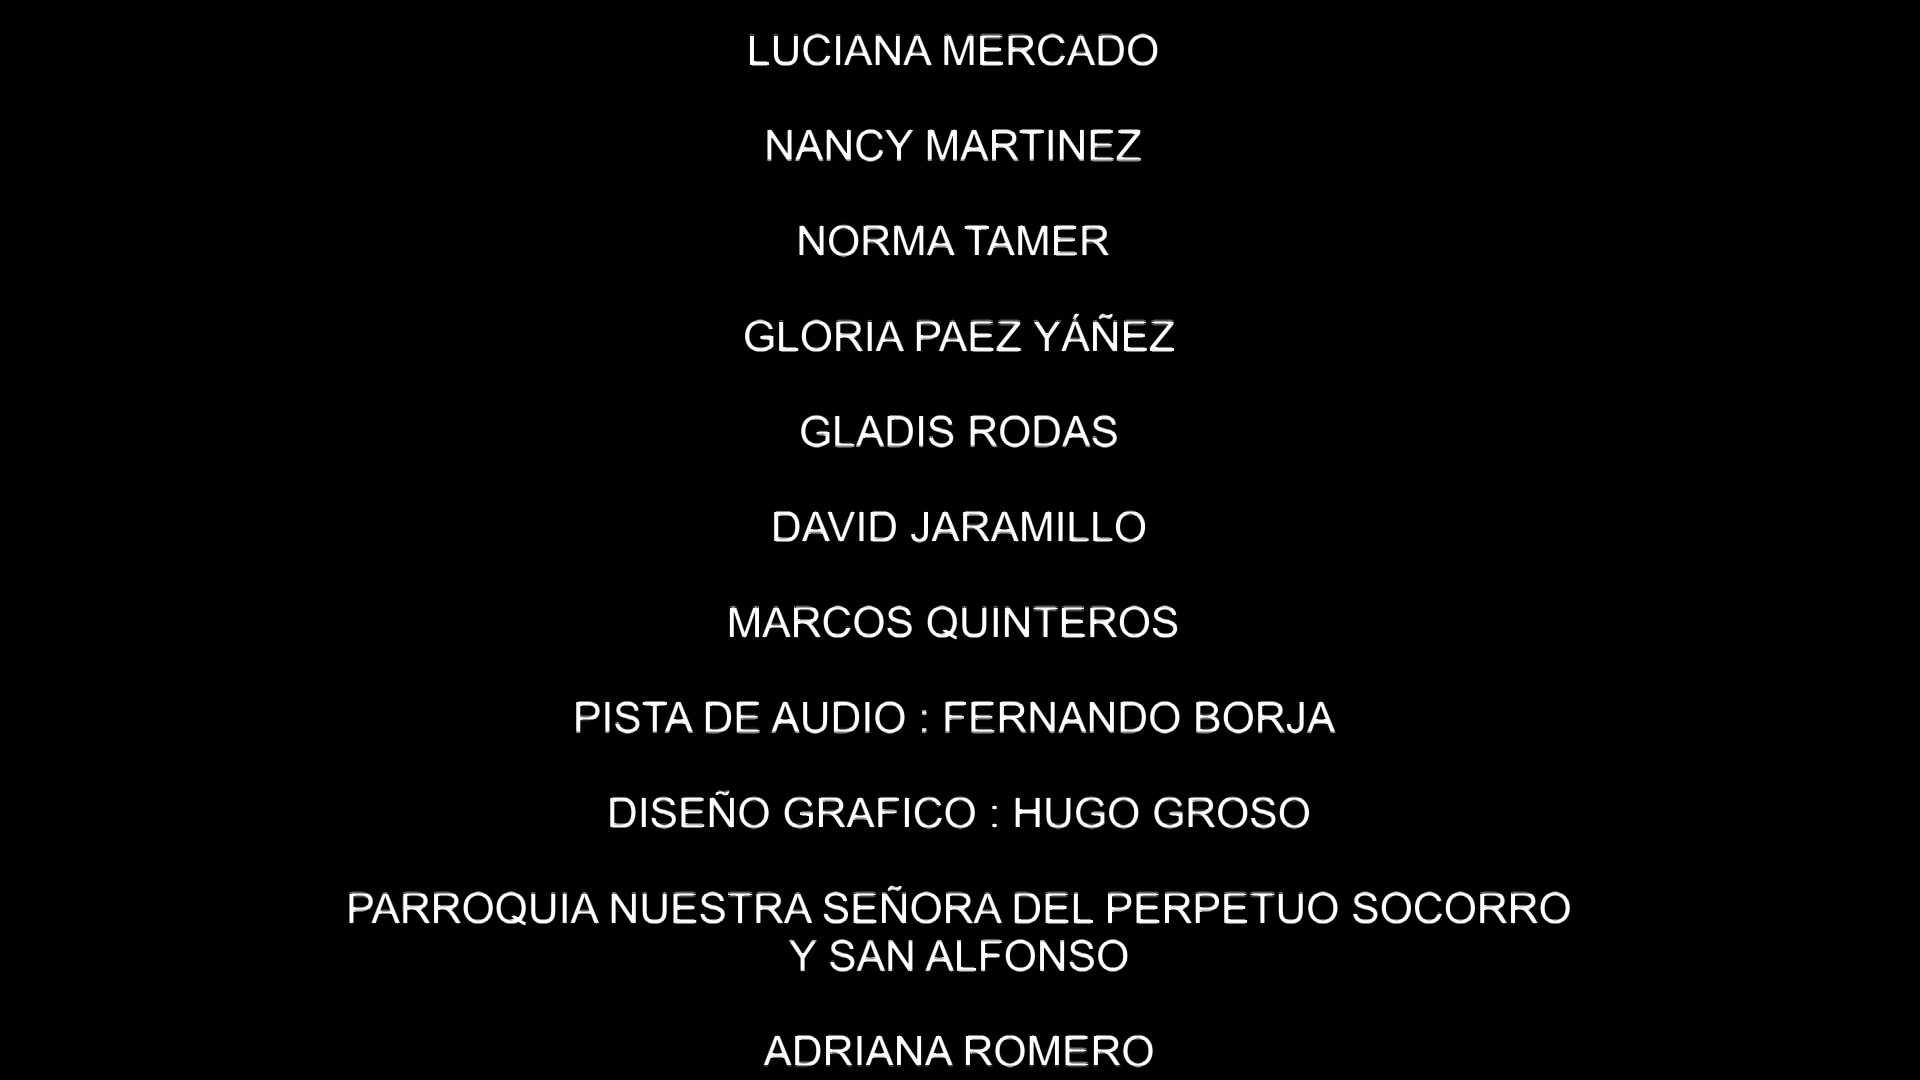 LUCIANA MERCADO
NANCY MARTINEZ
NORMA TAMER
GLORIA PAEZ YÁÑEZ
GLADIS RODAS
DAVID JARAMILLO
MARCOS QUINTEROS
PISTA DE AUDIO : FERNANDO BORJA
DISEÑO GRAFICO : HUGO GROSO
PARROQUIA NUESTRA SEÑORA DEL PERPETUO SOCORRO
Y SAN ALFONSO
ADRIANA ROMERO